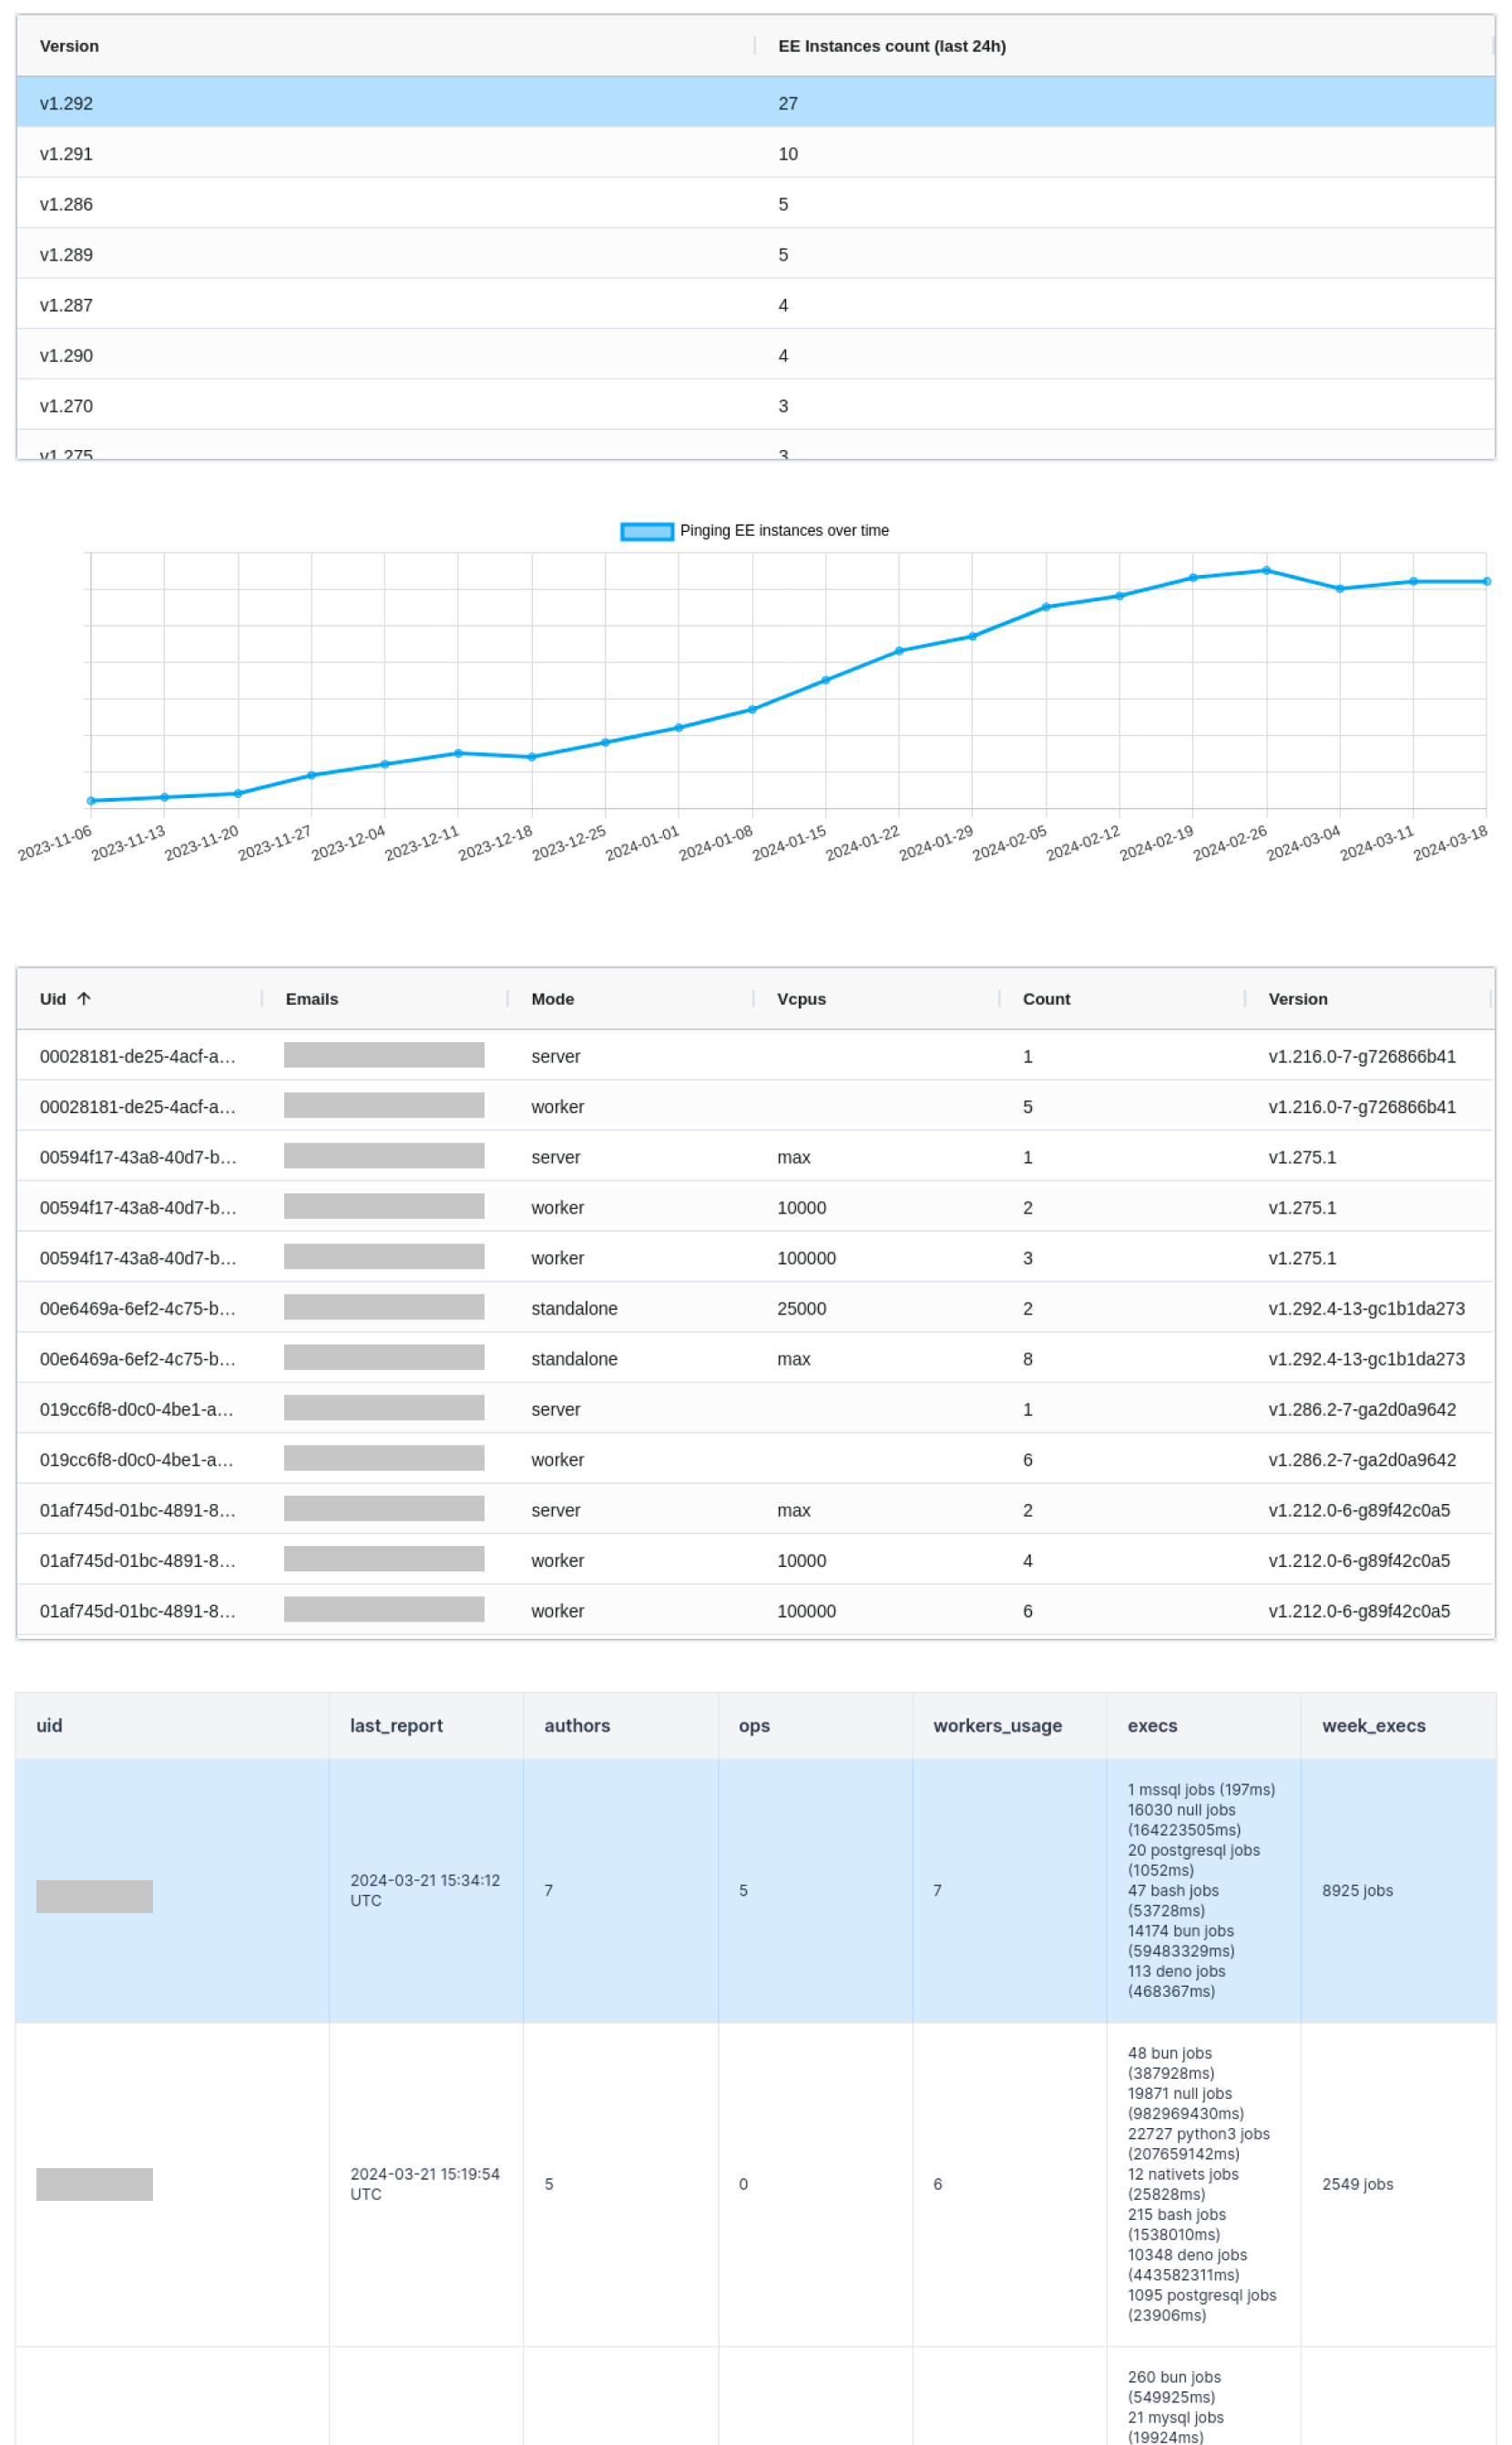 Version EE Instances count (last 24h)
v1.292 27
v1.291 10
v1.286 5
v1.289 5
v1.287 4
v1.290 4
v1.270 3
v1.275 3
Pinging EE instances over time
2023-11-06 2023-11-13 2023-11-20 2023-11-27 2023-12-04 2023-12-11 2023-12-18 2023-12-25 2024-01-01 2024-01-08 2024-01-15 2024-01-22 2024-01-29 2024-02-05 2024-02-12 2024-02-19 2024-02-26 2024-03-04 2024-03-11 2024-03-18
Uid Emails Mode Vcpus Count Version
00028181-de25-4acf-a... server 1 v1.216.0-7-g726866b41
00028181-de25-4acf-a... worker 5 v1.216.0-7-g726866b41
00594f17-43a8-40d7-b... server max 1 v1.275.1
00594f17-43a8-40d7-b... worker 10000 2 v1.275.1
00594f17-43a8-40d7-b... worker 100000 3 v1.275.1
00e6469a-6ef2-4c75-b... standalone 25000 2 v1.292.4-13-gc1b1da273
00e6469a-6ef2-4c75-b... standalone max 8 v1.292.4-13-gc1b1da273
019cc6f8-d0c0-4be1-a... server 1 v1.286.2-7-ga2d0a9642
019cc6f8-d0c0-4be1-a... worker 6 v1.286.2-7-ga2d0a9642
01af745d-01bc-4891-8... server max 2 v1.212.0-6-g89f42c0a5
01af745d-01bc-4891-8... worker 10000 4 v1.212.0-6-g89f42c0a5
01af745d-01bc-4891-8... worker 100000 6 v1.212.0-6-g89f42c0a5
uid last_report authors ops workers_usage execs week_execs
2024-03-21 15:34:12
UTC
7
5
7
1 mssql jobs (197ms)
16030 null jobs
(164223505ms)
20 postgresql jobs
(1052ms)
47 bash jobs
(53728ms)
14174 bun jobs
(59483329ms)
113 deno jobs
(468367ms)
8925 jobs
2024-03-21 15:19:54
UTC
5
0
6
48 bun jobs
(387928ms)
19871 null jobs
(982969430ms)
22727 python3 jobs
(207659142ms)
12 nativets jobs
(25828ms)
215 bash jobs
(1538010ms)
10348 deno jobs
(443582311ms)
1095 postgresql jobs
(23906ms)
2549 jobs
260 bun jobs
(549925ms)
21 mysql jobs
(19924ms)